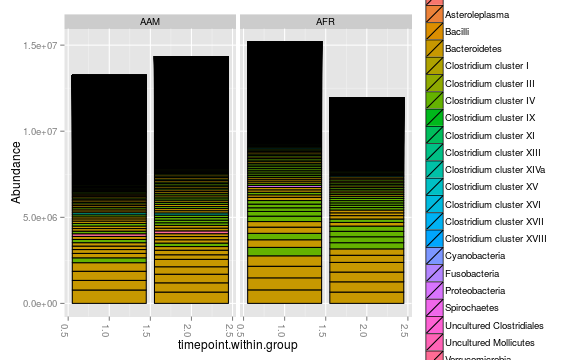 AAM
AFR
1.5e+07
1.0e+07
5.0e+06
0.0e+00
Abundance
0.5
1.0
1.5
2.0
2.5
0.5
1.0
1.5
2.0
2.5
timepoint.within.group
Asteroleplasma
Bacilli
Bacteroidetes
Clostridium cluster I
Clostridium cluster III
Clostridium cluster IV
Clostridium cluster IX
Clostridium cluster XI
Clostridium cluster XIII
Clostridium cluster XIVa
Clostridium cluster XV
Clostridium cluster XVI
Clostridium cluster XVII
Clostridium cluster XVIII
Cyanobacteria
Fusobacteria
Proteobacteria
Spirochaetes
Uncultured Clostridiales
Uncultured Mollicutes
Verrucomicrobia